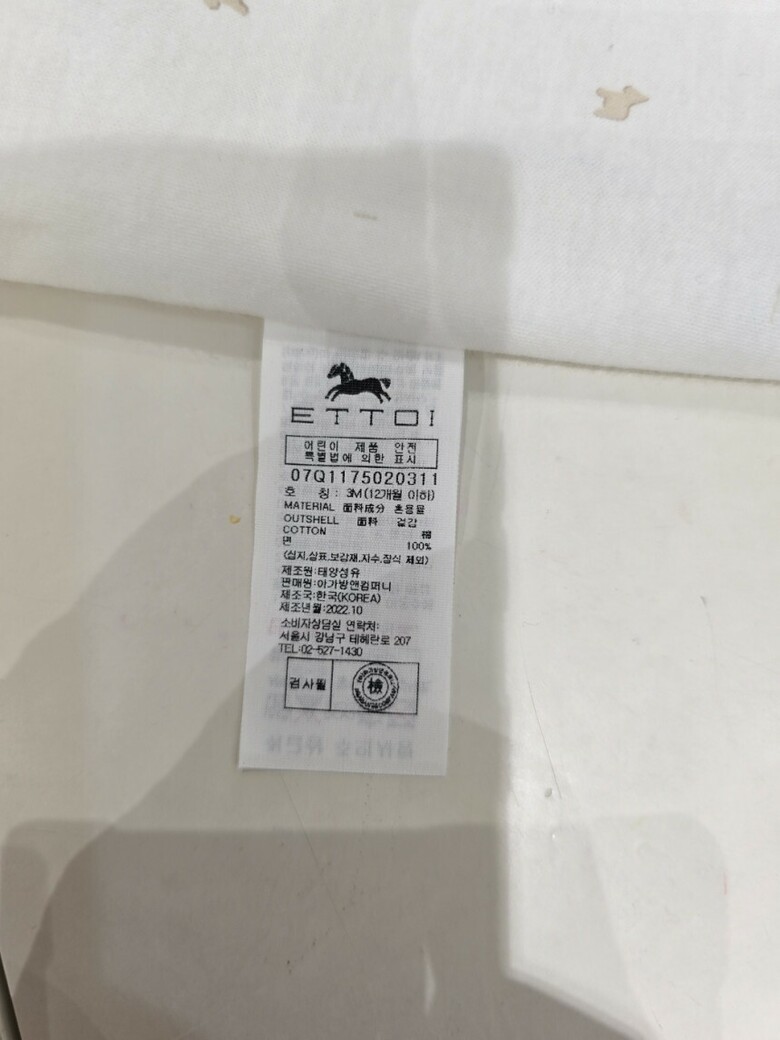 ETTOI
어린이 제품 안전
특별법에 의한 표시
07Q1175020311
호 칭 : 3M(12개월 이하)
MATERIAL 面料成分 혼용율
OUTSHELL 面料 겉감
COTTON 棉
면 100%
(심지,상표,보강재,자수,장식 제외)
제조원:태양섬유
판매원:아가방앤컴퍼니
제조국:한국(KOREA)
제조년월:2022.10
소비자상담실 연락처:
서울시 강남구 테헤란로 207
TEL:02-527-1430
검사필 檢